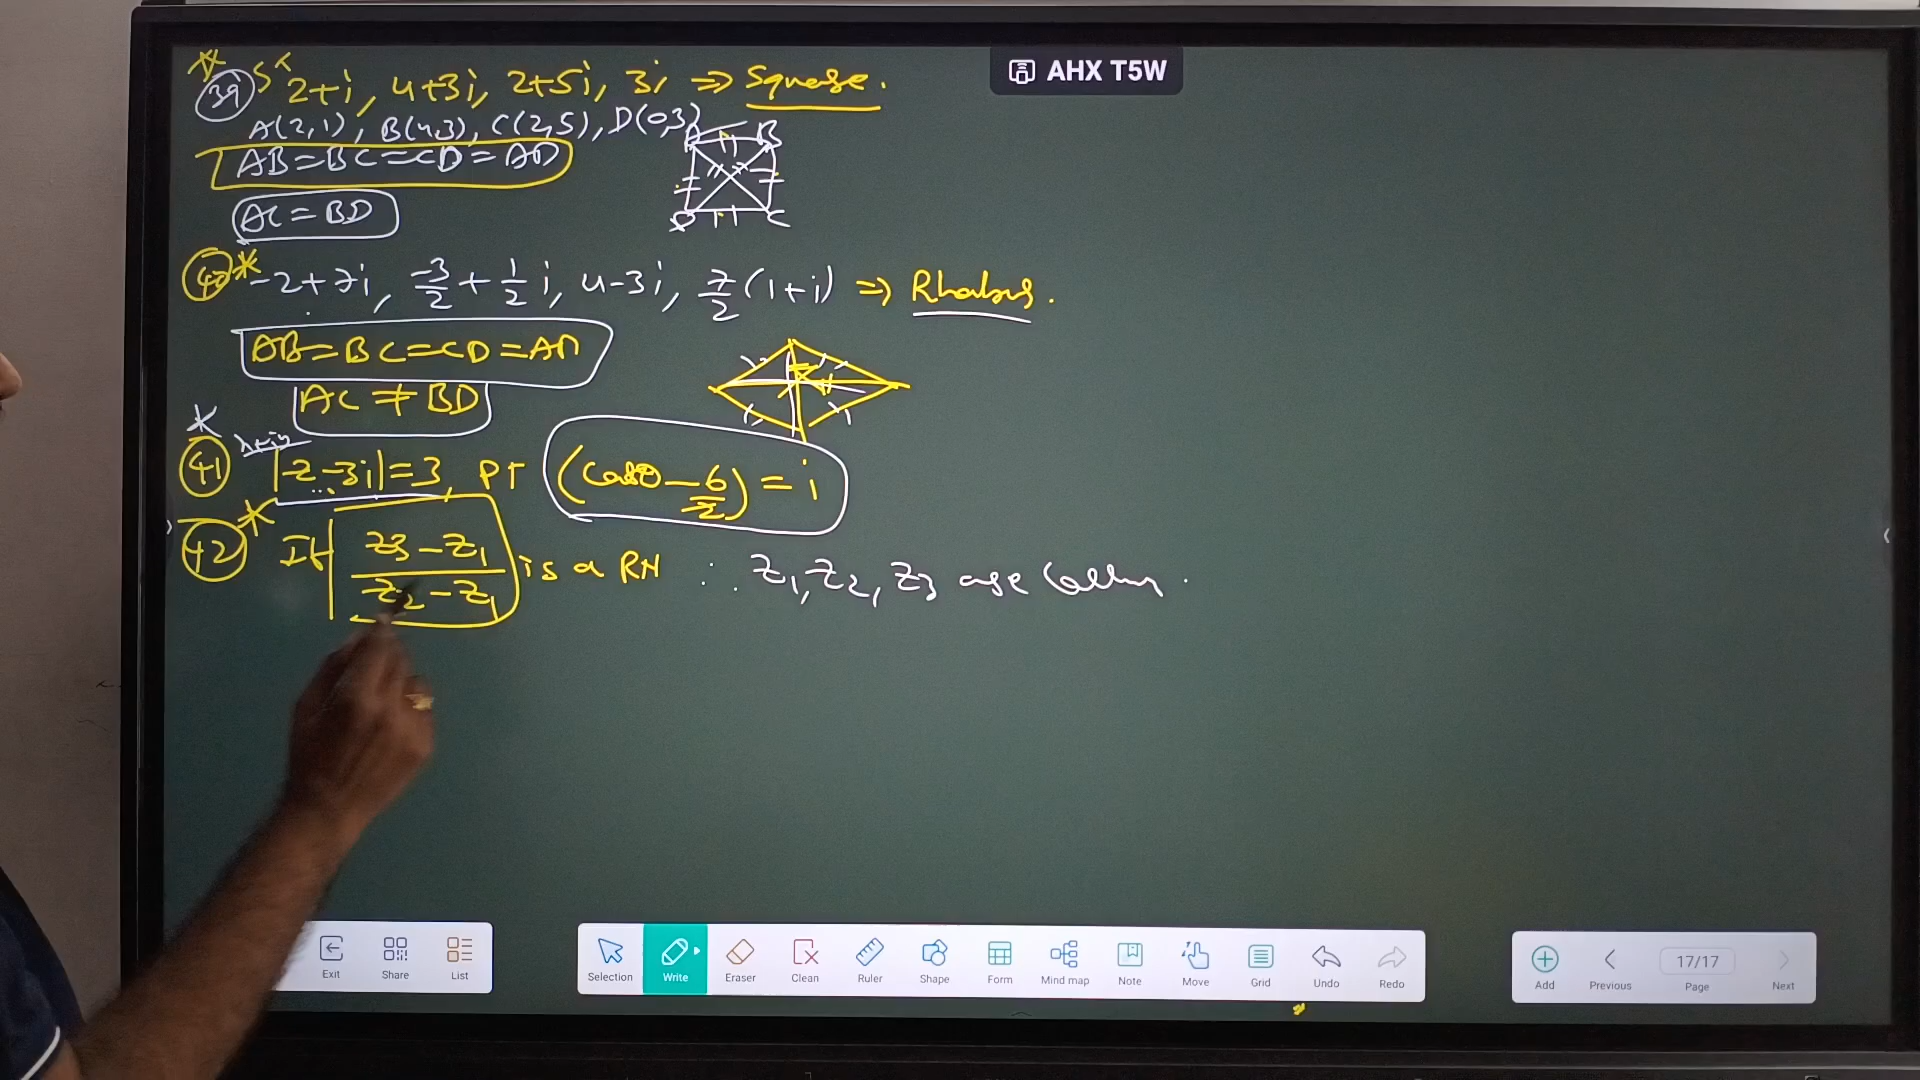 AHX T5W
39 ST 2+i, 4+3i, 2+5i, 3i ⇒ Square.
A(2,1), B(4,3), C(2,5), D(0,3)
AB=BC=CD=AD
AC=BD
A B
D C
40 * -2+7i, -3/2 + 1/2 i, 4-3i, 7/2 (1+i) ⇒ Rhobus.
AB=BC=CD=AD
AC ≠ BD
x+iy
41 |z-3i|=3, PT (Cotθ - 6/z) = i
42 * If z3-z1 / z2-z1 is a RN ∴ z1, z2, z3 are
Exit Share List
Selection Write Eraser Clean Ruler Shape Form Mind map Note Move Grid Undo Redo
Add Previous 17/17 Page Next